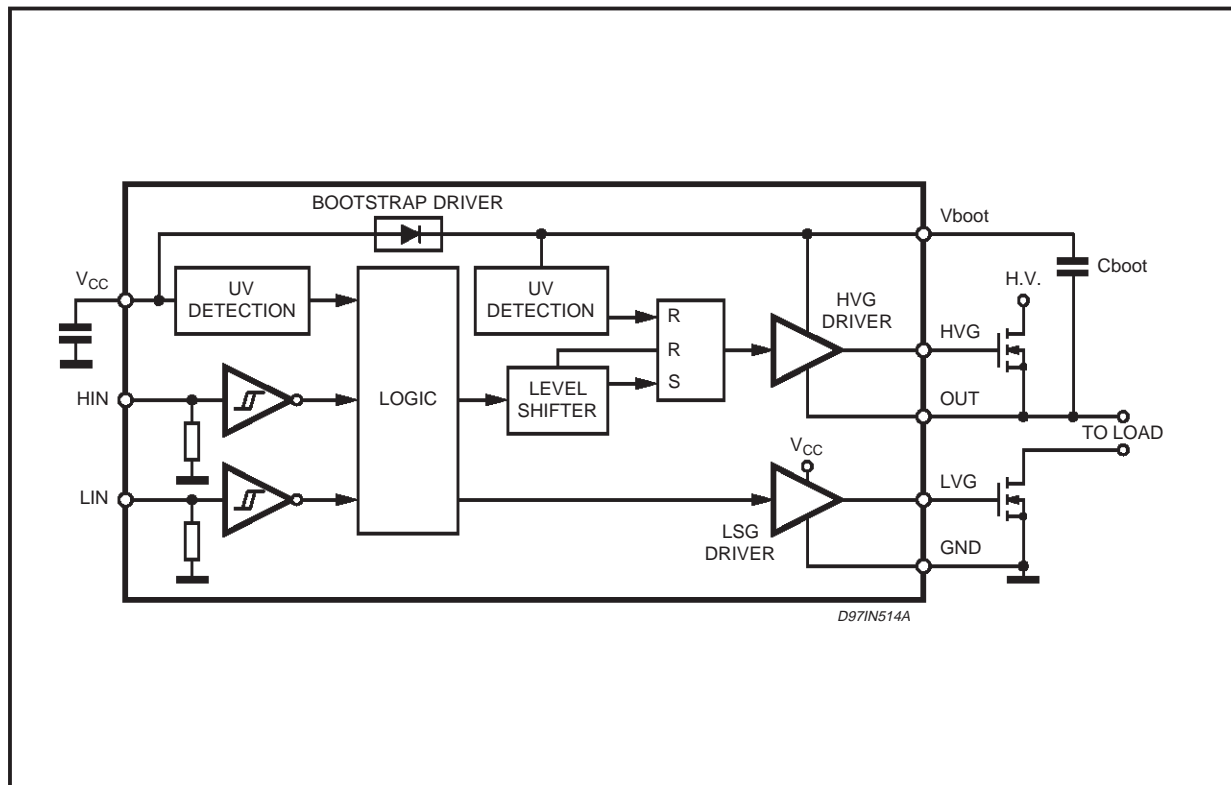 BOOTSTRAP DRIVER
Vboot
VCC
UV
DETECTION
UV
DETECTION
H.V.
Cboot
R
R
S
HVG
DRIVER
HVG
HIN
LOGIC
LEVEL
SHIFTER
OUT
TO LOAD
VCC
LIN
LVG
LSG
DRIVER
GND
D97IN514A